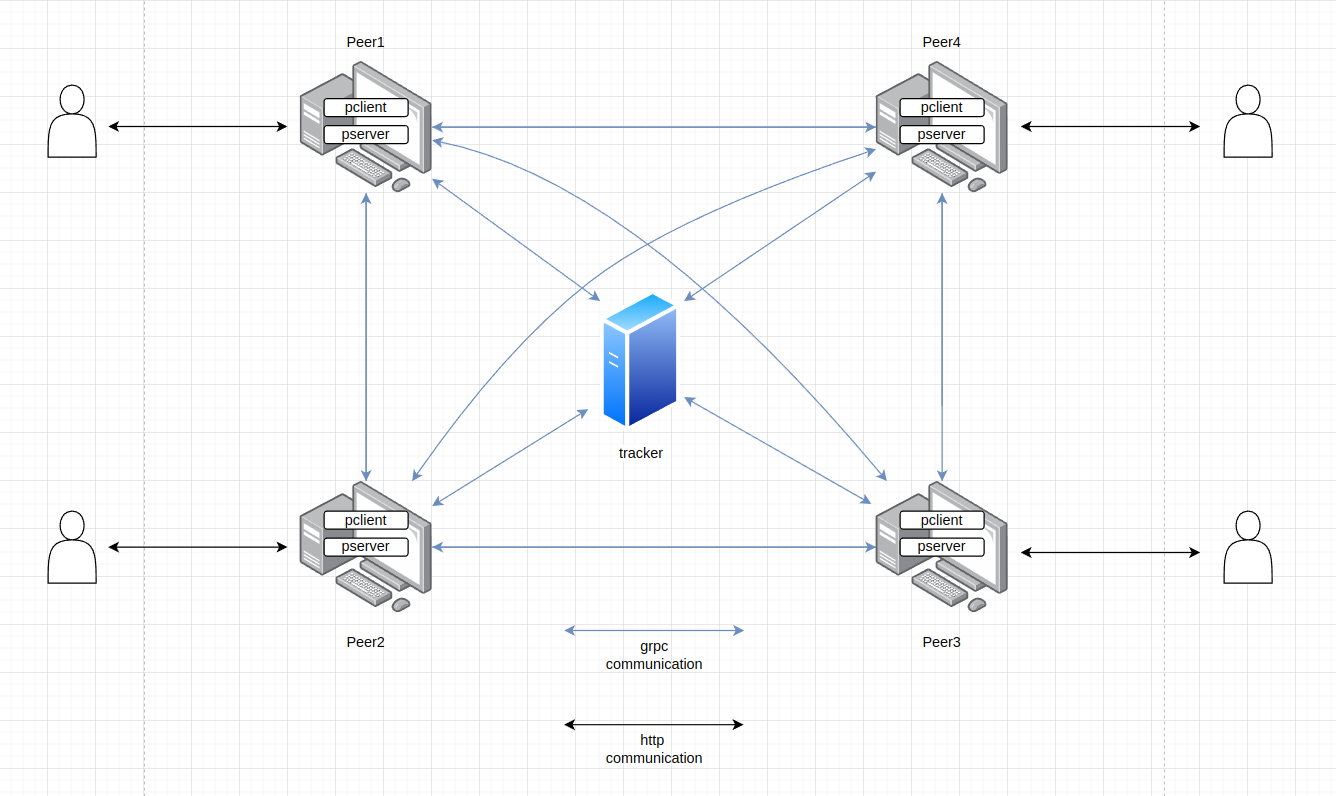 Peer1
Peer4
pclient
pserver
pclient
pserver
tracker
pclient
pserver
pclient
pserver
Peer2
Peer3
grpc
communication
http
communication